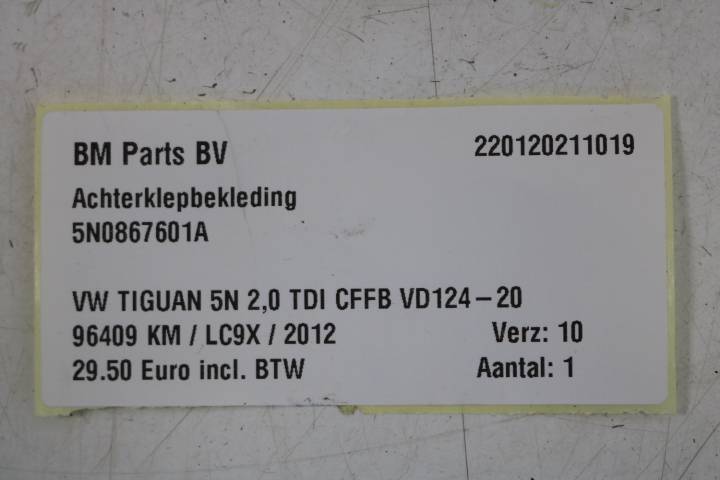 BM Parts BV 220120211019
Achterklepbekleding
5N0867601A
VW TIGUAN 5N 2,0 TDI CFFB VD124-20
96409 KM / LC9X / 2012 Verz: 10
29.50 Euro incl. BTW Aantal: 1